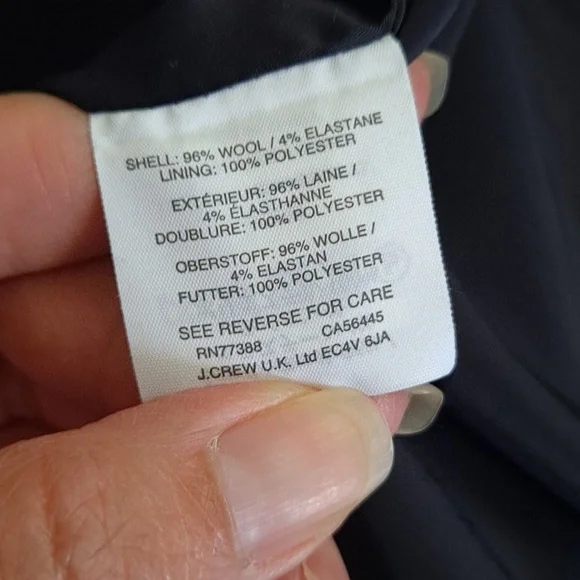 SHELL: 96% WOOL / 4% ELASTANE
LINING: 100% POLYESTER
EXTÉRIEUR: 96% LAINE /
4% ÉLASTHANNE
DOUBLURE: 100% POLYESTER
OBERSTOFF: 96% WOLLE /
4% ELASTAN
FUTTER: 100% POLYESTER
SEE REVERSE FOR CARE
RN77388 CA56445
J.CREW U.K. Ltd EC4V 6JA